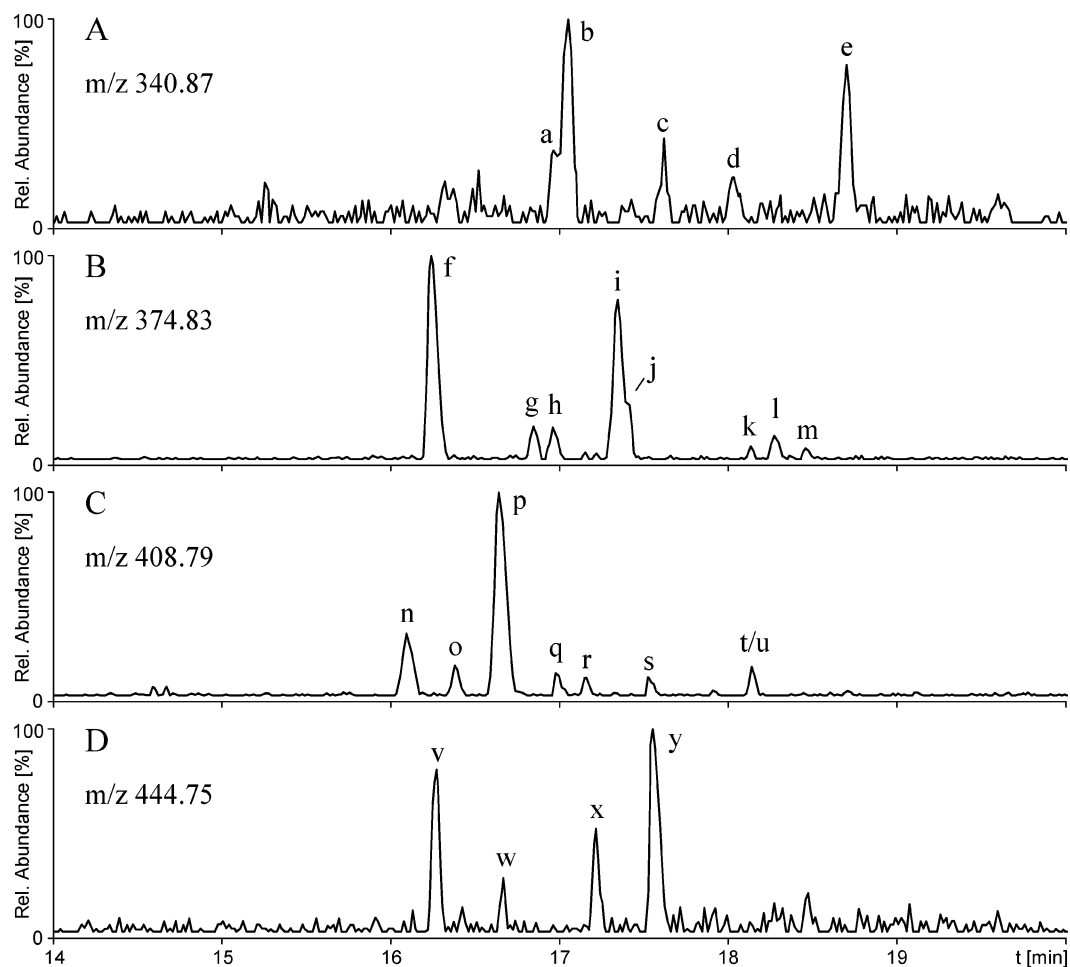 100
A
b
e
m/z 340.87
a
c
d
Rel. Abundance [%]
0
100
B
f
i
m/z 374.83
j
g h
k l m
Rel. Abundance [%]
0
100
C
p
m/z 408.79
n
o
q r s t/u
Rel. Abundance [%]
0
100
D
v
y
m/z 444.75
x
w
Rel. Abundance [%]
0
14 15 16 17 18 19 t [min]